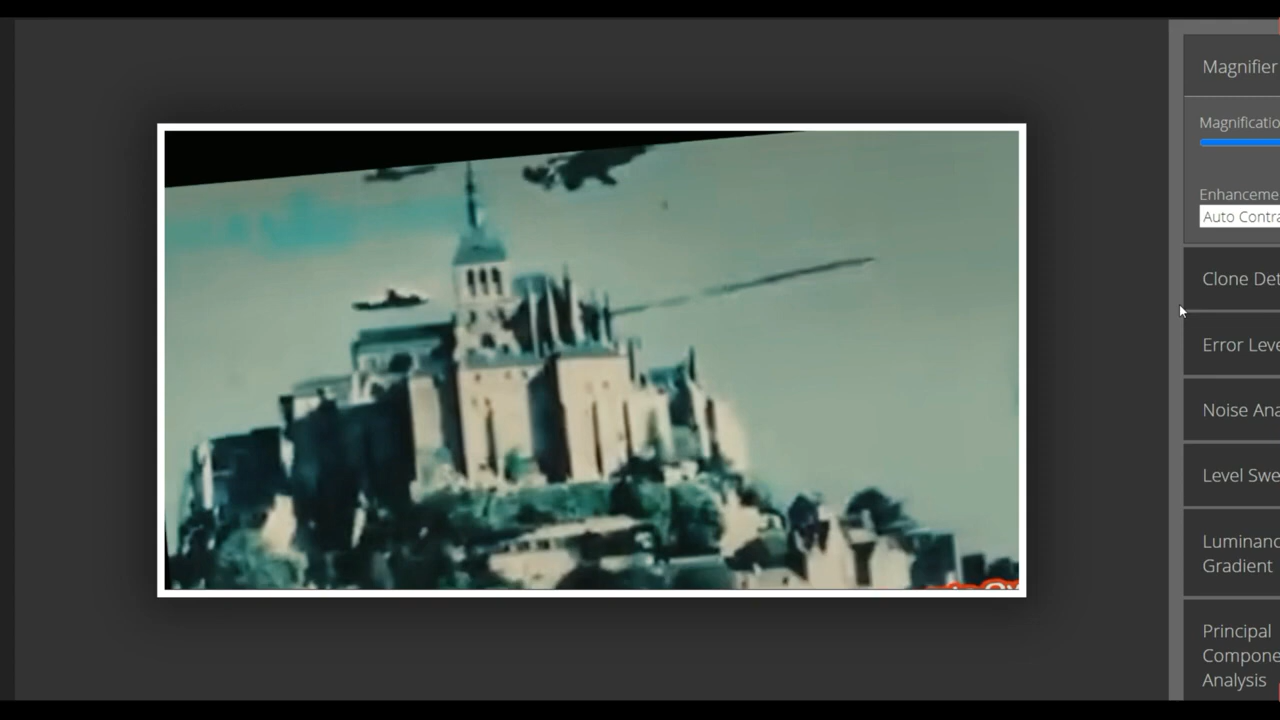 Magnifier
Magnificatio
Enhanceme
Auto Contra
Clone Det
Error Leve
Noise Ana
Level Swe
Luminanc
Gradient
Principal
Compone
Analysis